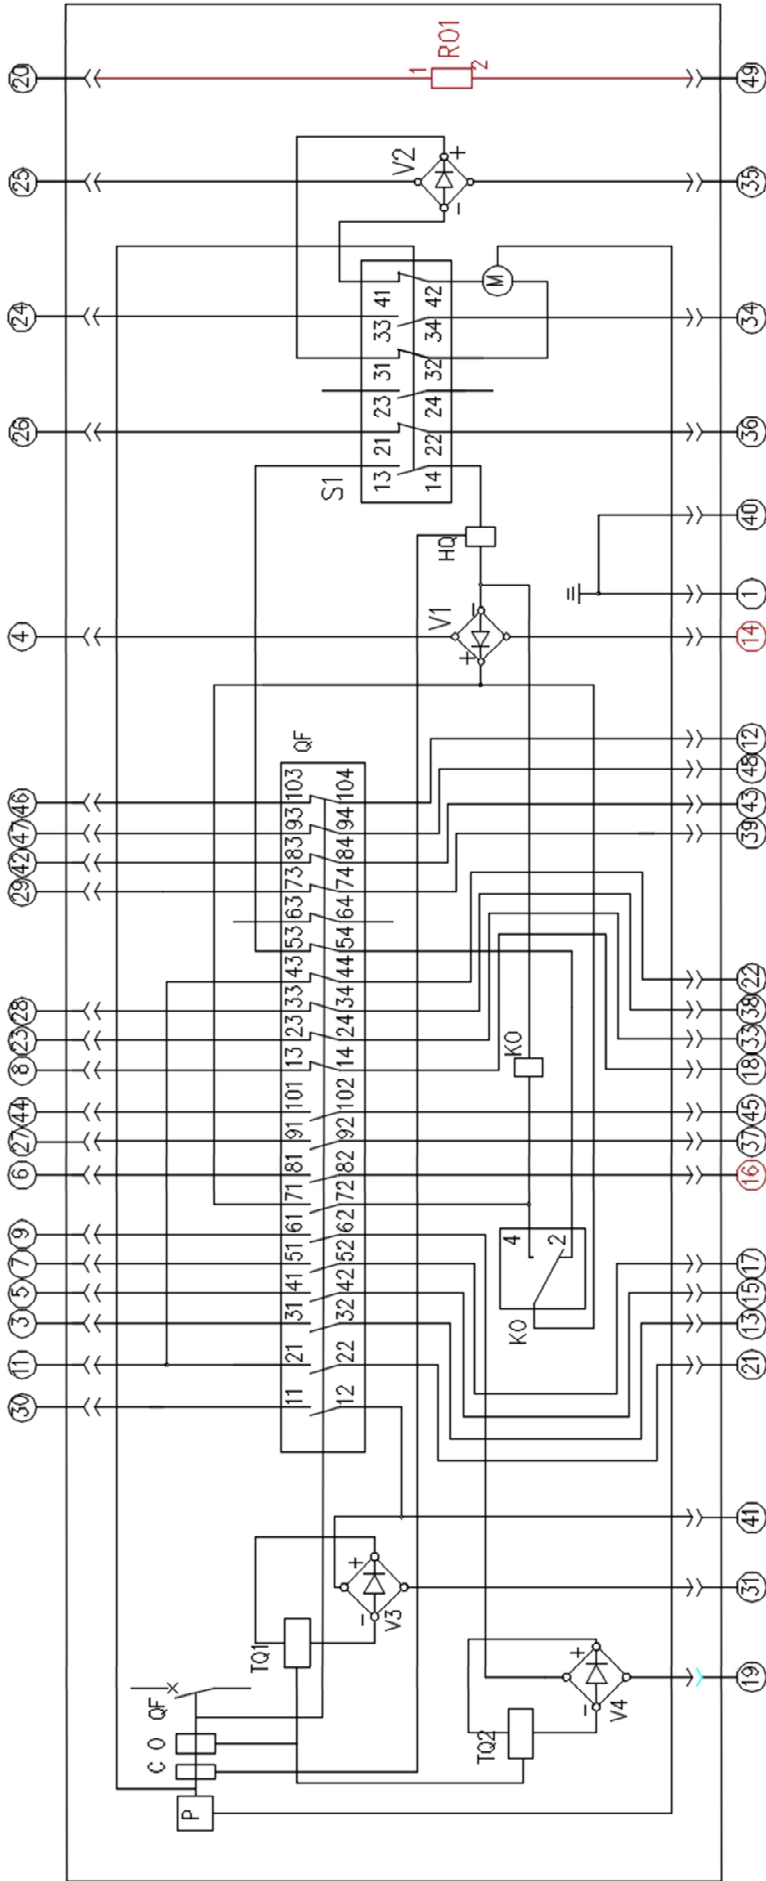 30 11 3 5 7 9 6 27 44 8 23 28 29 42 47 46 4 26 24 25 20
P C O QF
TQ1
QF
11 21 31 41 51 61 71 81 91 101 13 23 33 43 53 63 73 83 93 103
12 22 32 42 52 62 72 82 92 102 14 24 34 44 54 64 74 84 94 104
- +
V3
S1
13 21 23 31 33 41
14 22 24 32 34 42
V2
- +
1 RO1 2
HQ
V1
+ -
M
TQ2
KO
KO
4
2
- +
V4
19 31 41 21 13 15 17 16 37 45 18 33 38 22 39 43 48 12 14 1 40 36 34 35 49